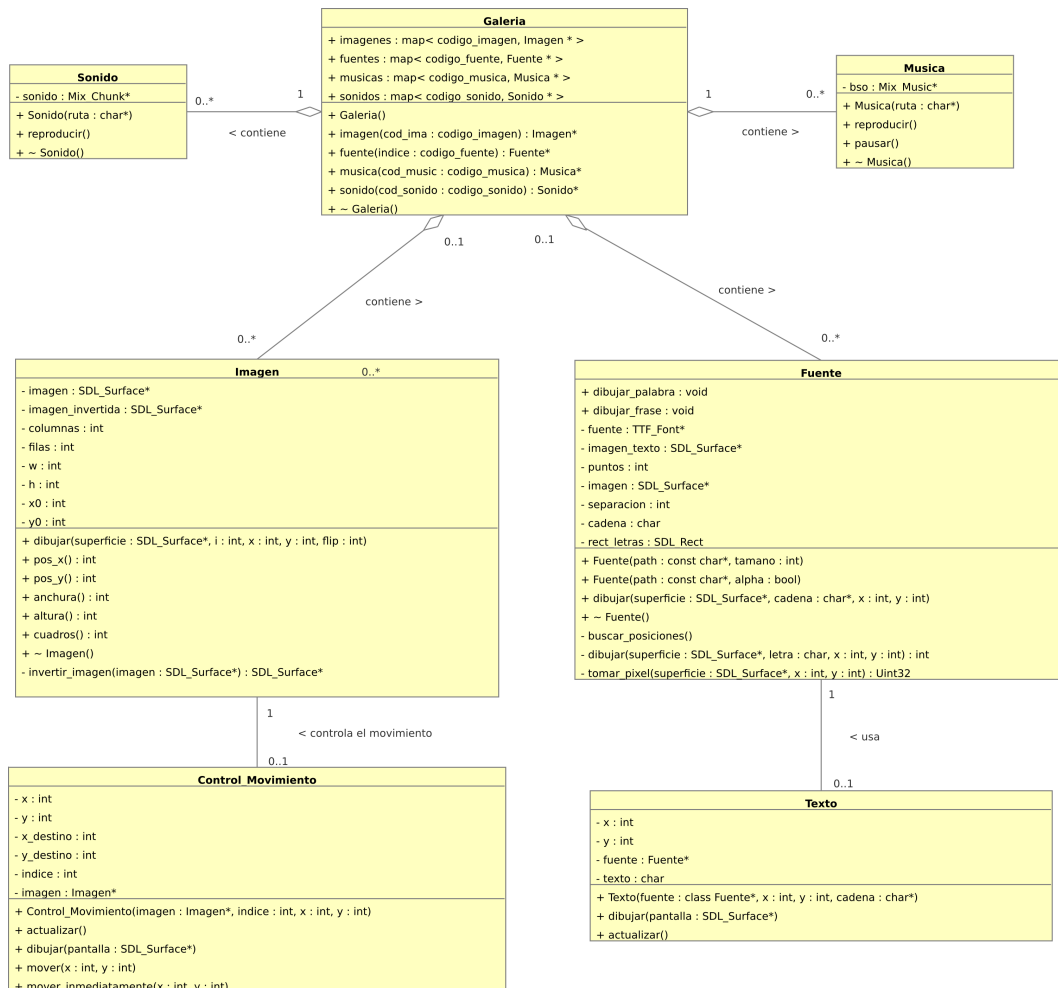 Galeria
+ imagenes : map< codigo_imagen, Imagen * >
+ fuentes : map< codigo_fuente, Fuente * >
+ musicas : map< codigo_musica, Musica * >
+ sonidos : map< codigo_sonido, Sonido * >
+ Galeria()
+ imagen(cod_ima : codigo_imagen) : Imagen*
+ fuente(indice : codigo_fuente) : Fuente*
+ musica(cod_music : codigo_musica) : Musica*
+ sonido(cod_sonido : codigo_sonido) : Sonido*
+ ~ Galeria()
Sonido
- sonido : Mix_Chunk*
+ Sonido(ruta : char*)
+ reproducir()
+ ~ Sonido()
0..*
1
< contiene
Musica
- bso : Mix_Music*
+ Musica(ruta : char*)
+ reproducir()
+ pausar()
+ ~ Musica()
1
0..*
contiene >
0..1
0..1
contiene >
contiene >
0..*
0..*
Imagen
0..*
- imagen : SDL_Surface*
- imagen_invertida : SDL_Surface*
- columnas : int
- filas : int
- w : int
- h : int
- x0 : int
- y0 : int
+ dibujar(superficie : SDL_Surface*, i : int, x : int, y : int, flip : int)
+ pos_x() : int
+ pos_y() : int
+ anchura() : int
+ altura() : int
+ cuadros() : int
+ ~ Imagen()
- invertir_imagen(imagen : SDL_Surface*) : SDL_Surface*
Fuente
+ dibujar_palabra : void
+ dibujar_frase : void
- fuente : TTF_Font*
- imagen_texto : SDL_Surface*
- puntos : int
- imagen : SDL_Surface*
- separacion : int
- cadena : char
- rect_letras : SDL_Rect
+ Fuente(path : const char*, tamano : int)
+ Fuente(path : const char*, alpha : bool)
+ dibujar(superficie : SDL_Surface*, cadena : char*, x : int, y : int)
+ ~ Fuente()
- buscar_posiciones()
- dibujar(superficie : SDL_Surface*, letra : char, x : int, y : int) : int
- tomar_pixel(superficie : SDL_Surface*, x : int, y : int) : Uint32
1
< controla el movimiento
0..1
1
< usa
0..1
Control_Movimiento
- x : int
- y : int
- x_destino : int
- y_destino : int
- indice : int
- imagen : Imagen*
+ Control_Movimiento(imagen : Imagen*, indice : int, x : int, y : int)
+ actualizar()
+ dibujar(pantalla : SDL_Surface*)
+ mover(x : int, y : int)
+ mover_inmediatamente(x : int, y : int)
Texto
- x : int
- y : int
- fuente : Fuente*
- texto : char
+ Texto(fuente : class Fuente*, x : int, y : int, cadena : char*)
+ dibujar(pantalla : SDL_Surface*)
+ actualizar()